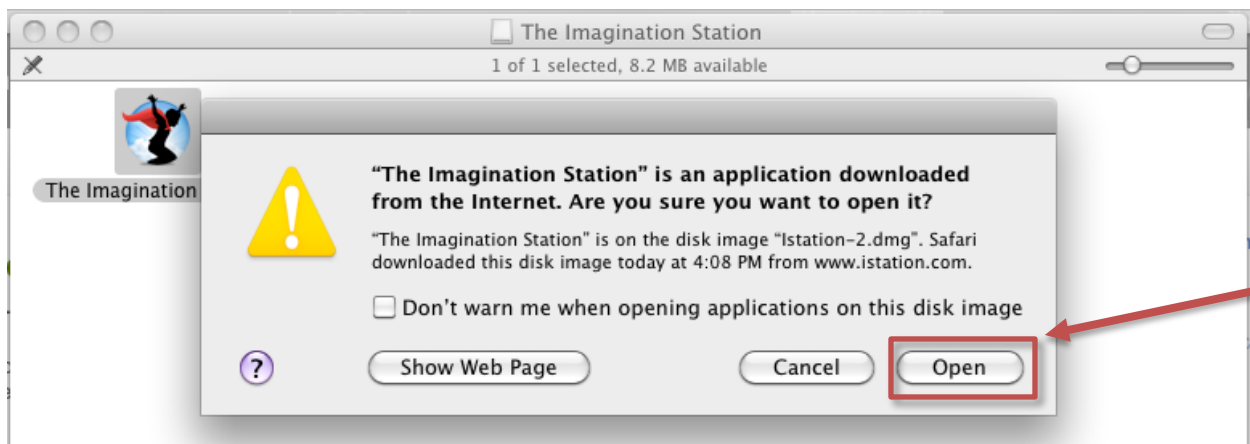 The Imagination Station
1 of 1 selected, 8.2 MB available
The Imagination
“The Imagination Station” is an application downloaded
from the Internet. Are you sure you want to open it?
“The Imagination Station” is on the disk image “Istation–2.dmg”. Safari
downloaded this disk image today at 4:08 PM from www.istation.com.
Don't warn me when opening applications on this disk image
?
Show Web Page
Cancel
Open